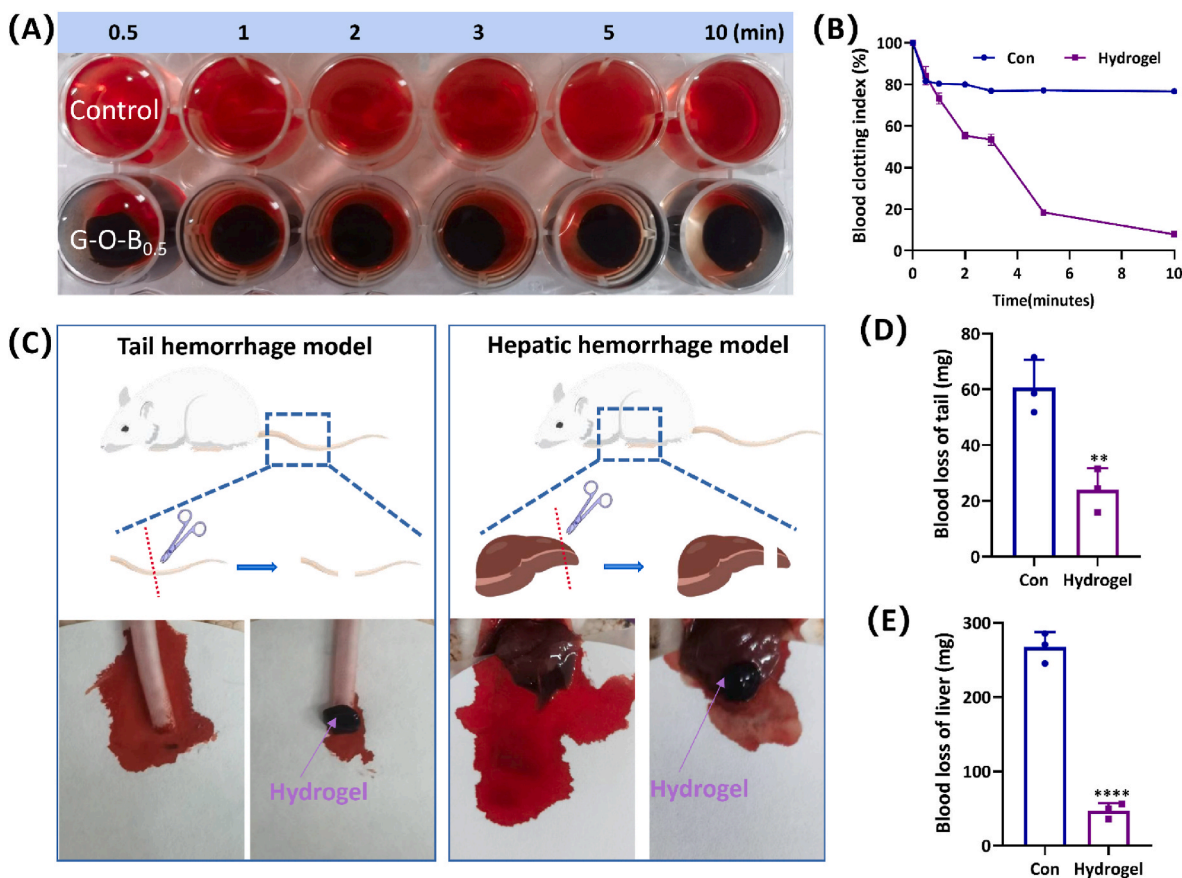 (A)
0.5 1 2 3 5 10 (min)
Control
G-O-B0.5
(B)
Con Hydrogel
Blood clotting index (%)
100
80
60
40
20
0
0 2 4 6 8 10
Time(minutes)
(C)
Tail hemorrhage model
Hydrogel
Hepatic hemorrhage model
Hydrogel
(D)
Blood loss of tail (mg)
80
60
40
20
0
**
Con Hydrogel
(E)
Blood loss of liver (mg)
300
200
100
0
****
Con Hydrogel